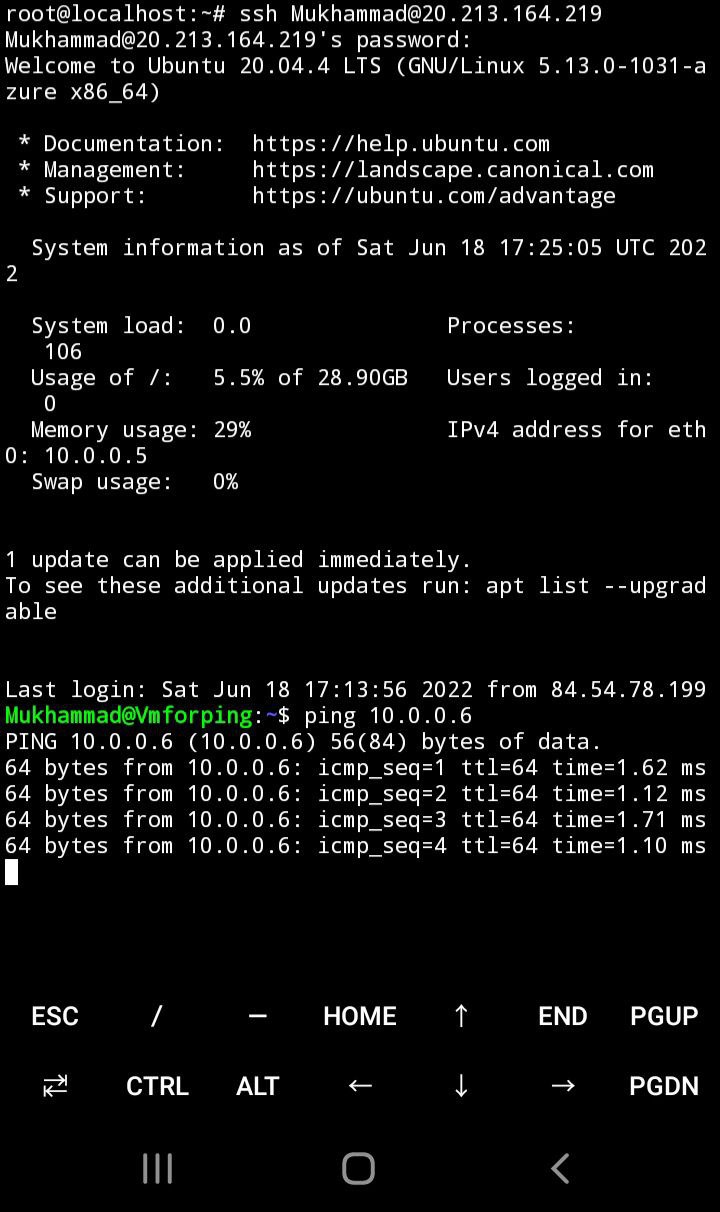 root@localhost:~# ssh Mukhammad@20.213.164.219
Mukhammad@20.213.164.219's password:
Welcome to Ubuntu 20.04.4 LTS (GNU/Linux 5.13.0-1031-a
zure x86_64)
* Documentation:  https://help.ubuntu.com
* Management:     https://landscape.canonical.com
* Support:        https://ubuntu.com/advantage
System information as of Sat Jun 18 17:25:05 UTC 202
2
System load:  0.0               Processes:
106
Usage of /:   5.5% of 28.90GB   Users logged in:
0
Memory usage: 29%               IPv4 address for eth
0: 10.0.0.5
Swap usage:   0%
1 update can be applied immediately.
To see these additional updates run: apt list --upgrad
able
Last login: Sat Jun 18 17:13:56 2022 from 84.54.78.199
Mukhammad@Vmforping:~$ ping 10.0.0.6
PING 10.0.0.6 (10.0.0.6) 56(84) bytes of data.
64 bytes from 10.0.0.6: icmp_seq=1 ttl=64 time=1.62 ms
64 bytes from 10.0.0.6: icmp_seq=2 ttl=64 time=1.12 ms
64 bytes from 10.0.0.6: icmp_seq=3 ttl=64 time=1.71 ms
64 bytes from 10.0.0.6: icmp_seq=4 ttl=64 time=1.10 ms
ESC / — HOME ↑ END PGUP
⇄ CTRL ALT ← ↓ → PGDN